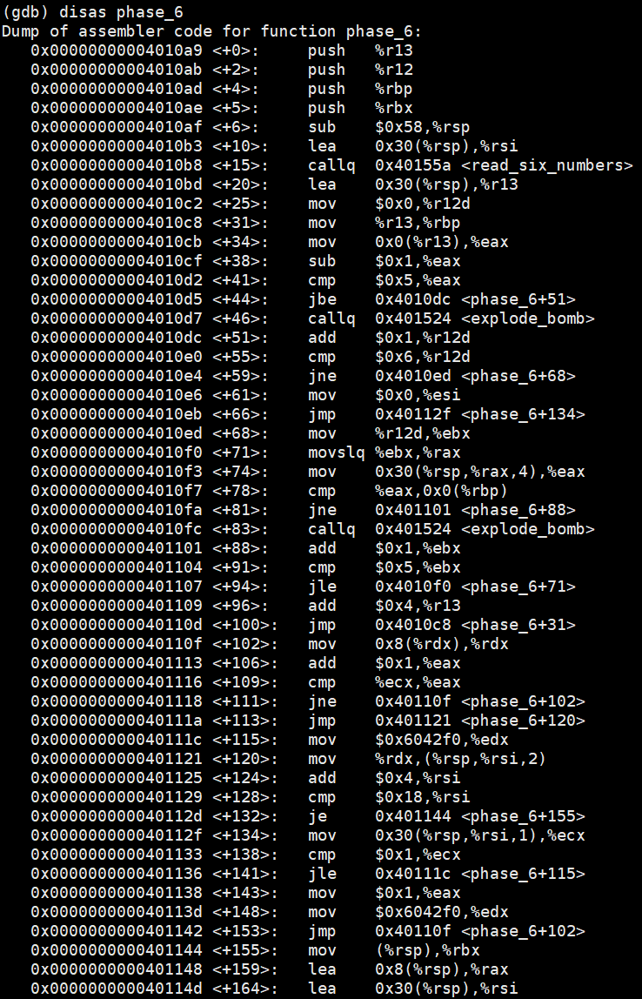 (gdb) disas phase_6
Dump of assembler code for function phase_6:
   0x00000000004010a9 <+0>:     push   %r13
   0x00000000004010ab <+2>:     push   %r12
   0x00000000004010ad <+4>:     push   %rbp
   0x00000000004010ae <+5>:     push   %rbx
   0x00000000004010af <+6>:     sub    $0x58,%rsp
   0x00000000004010b3 <+10>:    lea    0x30(%rsp),%rsi
   0x00000000004010b8 <+15>:    callq  0x40155a <read_six_numbers>
   0x00000000004010bd <+20>:    lea    0x30(%rsp),%r13
   0x00000000004010c2 <+25>:    mov    $0x0,%r12d
   0x00000000004010c8 <+31>:    mov    %r13,%rbp
   0x00000000004010cb <+34>:    mov    0x0(%r13),%eax
   0x00000000004010cf <+38>:    sub    $0x1,%eax
   0x00000000004010d2 <+41>:    cmp    $0x5,%eax
   0x00000000004010d5 <+44>:    jbe    0x4010dc <phase_6+51>
   0x00000000004010d7 <+46>:    callq  0x401524 <explode_bomb>
   0x00000000004010dc <+51>:    add    $0x1,%r12d
   0x00000000004010e0 <+55>:    cmp    $0x6,%r12d
   0x00000000004010e4 <+59>:    jne    0x4010ed <phase_6+68>
   0x00000000004010e6 <+61>:    mov    $0x0,%esi
   0x00000000004010eb <+66>:    jmp    0x40112f <phase_6+134>
   0x00000000004010ed <+68>:    mov    %r12d,%ebx
   0x00000000004010f0 <+71>:    movslq %ebx,%rax
   0x00000000004010f3 <+74>:    mov    0x30(%rsp,%rax,4),%eax
   0x00000000004010f7 <+78>:    cmp    %eax,0x0(%rbp)
   0x00000000004010fa <+81>:    jne    0x401101 <phase_6+88>
   0x00000000004010fc <+83>:    callq  0x401524 <explode_bomb>
   0x0000000000401101 <+88>:    add    $0x1,%ebx
   0x0000000000401104 <+91>:    cmp    $0x5,%ebx
   0x0000000000401107 <+94>:    jle    0x4010f0 <phase_6+71>
   0x0000000000401109 <+96>:    add    $0x4,%r13
   0x000000000040110d <+100>:   jmp    0x4010c8 <phase_6+31>
   0x000000000040110f <+102>:   mov    0x8(%rdx),%rdx
   0x0000000000401113 <+106>:   add    $0x1,%eax
   0x0000000000401116 <+109>:   cmp    %ecx,%eax
   0x0000000000401118 <+111>:   jne    0x40110f <phase_6+102>
   0x000000000040111a <+113>:   jmp    0x401121 <phase_6+120>
   0x000000000040111c <+115>:   mov    $0x6042f0,%edx
   0x0000000000401121 <+120>:   mov    %rdx,(%rsp,%rsi,2)
   0x0000000000401125 <+124>:   add    $0x4,%rsi
   0x0000000000401129 <+128>:   cmp    $0x18,%rsi
   0x000000000040112d <+132>:   je     0x401144 <phase_6+155>
   0x000000000040112f <+134>:   mov    0x30(%rsp,%rsi,1),%ecx
   0x0000000000401133 <+138>:   cmp    $0x1,%ecx
   0x0000000000401136 <+141>:   jle    0x40111c <phase_6+115>
   0x0000000000401138 <+143>:   mov    $0x1,%eax
   0x000000000040113d <+148>:   mov    $0x6042f0,%edx
   0x0000000000401142 <+153>:   jmp    0x40110f <phase_6+102>
   0x0000000000401144 <+155>:   mov    (%rsp),%rbx
   0x0000000000401148 <+159>:   lea    0x8(%rsp),%rax
   0x000000000040114d <+164>:   lea    0x30(%rsp),%rsi